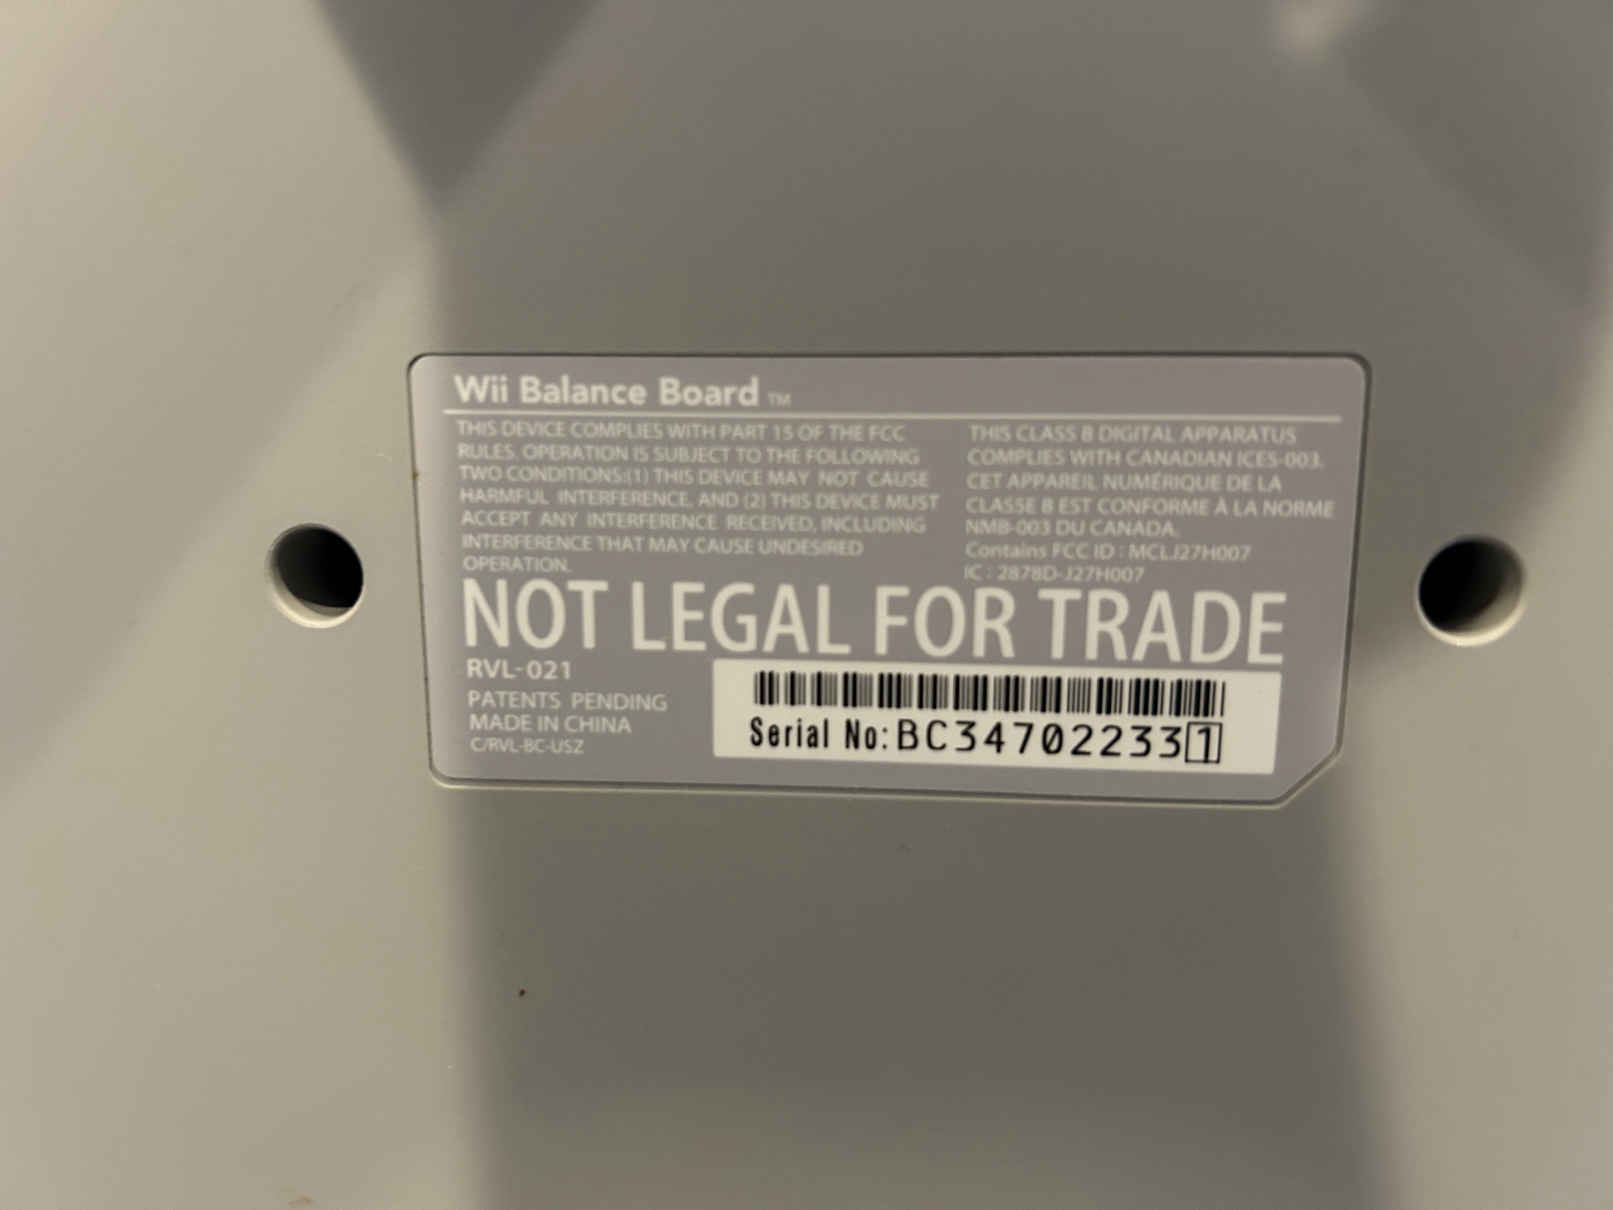 Wii Balance Board ™
THIS DEVICE COMPLIES WITH PART 15 OF THE FCC
RULES. OPERATION IS SUBJECT TO THE FOLLOWING
TWO CONDITIONS:(1) THIS DEVICE MAY NOT CAUSE
HARMFUL INTERFERENCE, AND (2) THIS DEVICE MUST
ACCEPT ANY INTERFERENCE RECEIVED, INCLUDING
INTERFERENCE THAT MAY CAUSE UNDESIRED
OPERATION.
THIS CLASS B DIGITAL APPARATUS
COMPLIES WITH CANADIAN ICES-003.
CET APPAREIL NUMÉRIQUE DE LA
CLASSE B EST CONFORME À LA NORME
NMB-003 DU CANADA.
Contains FCC ID : MCLJ27H007
IC : 2878D-J27H007
NOT LEGAL FOR TRADE
RVL-021
PATENTS PENDING
MADE IN CHINA
C/RVL-BC-USZ
Serial No:BC347022331